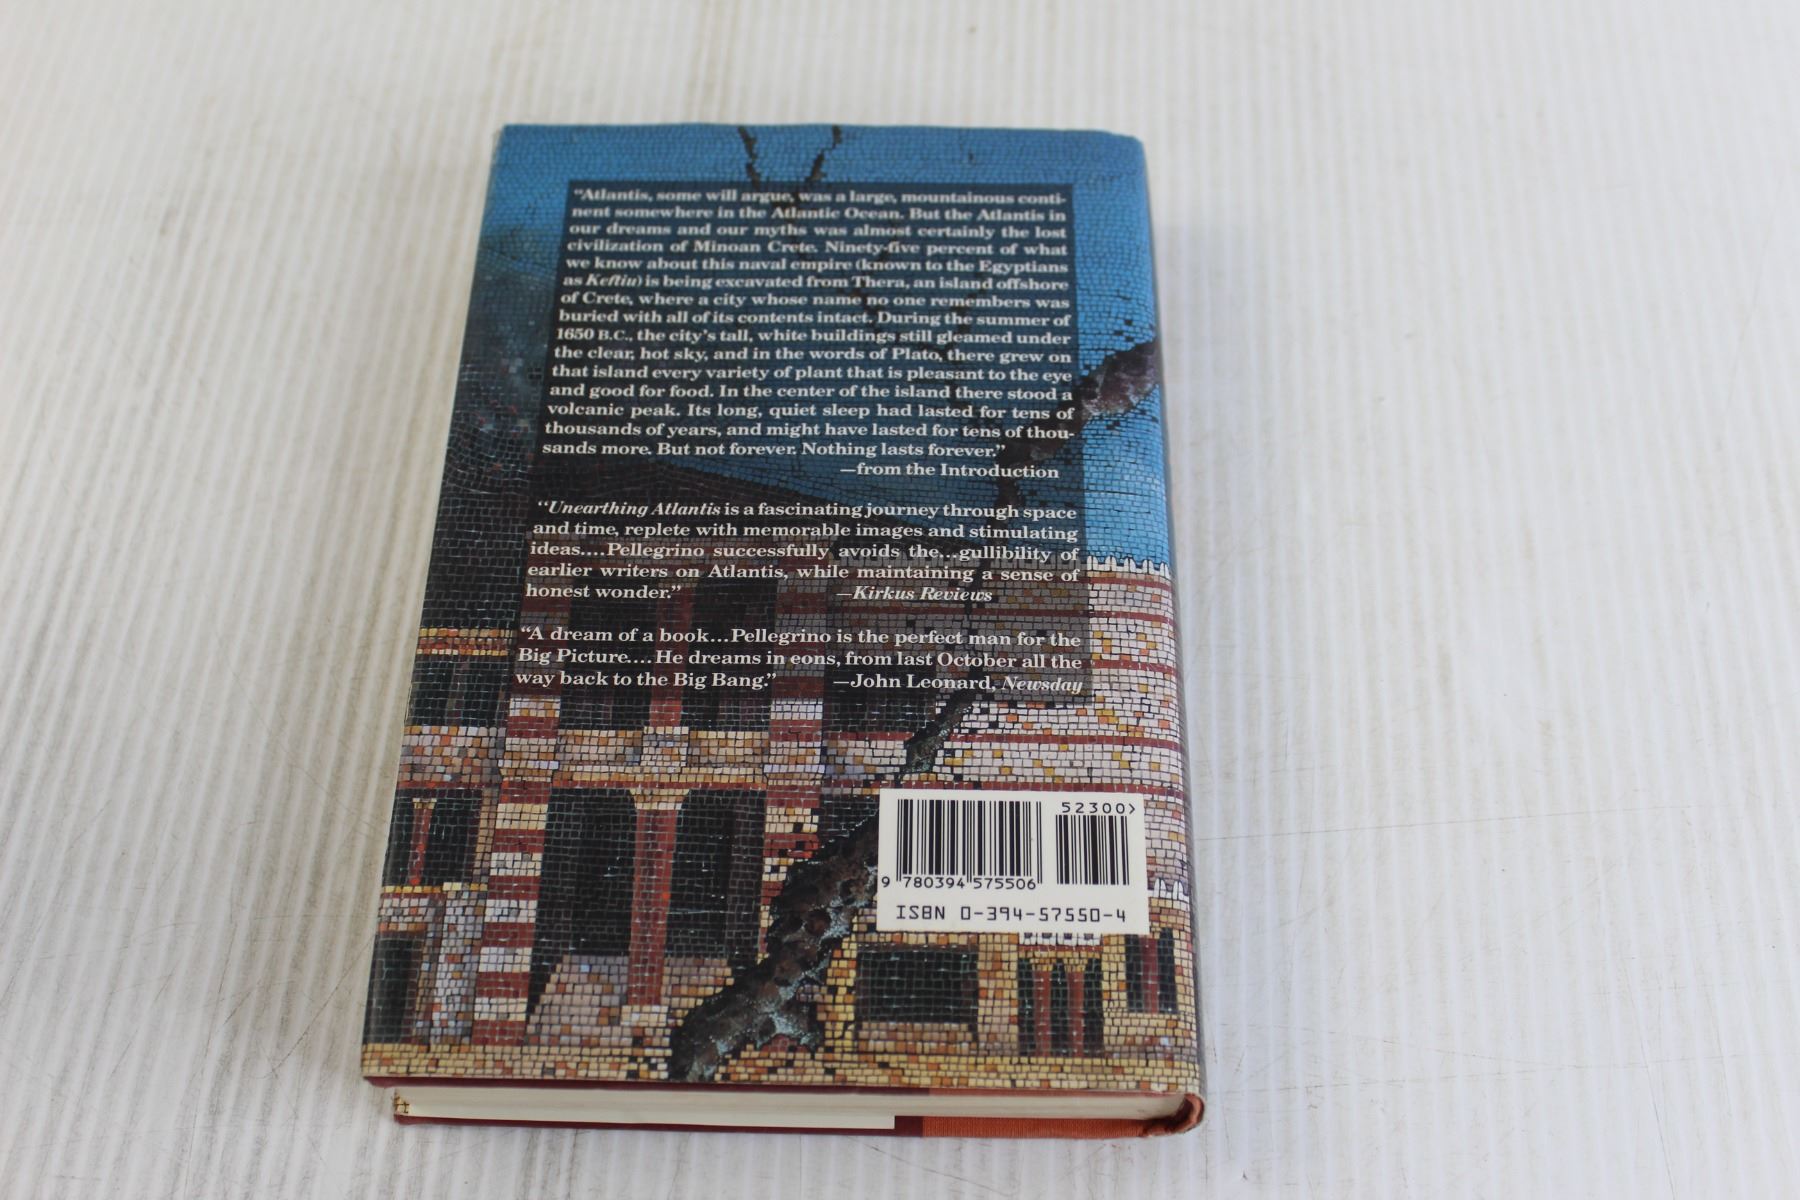 “Atlantis, some will argue, was a large, mountainous conti-
nent somewhere in the Atlantic Ocean. But the Atlantis in
our dreams and our myths was almost certainly the lost
civilization of Minoan Crete. Ninety-five percent of what
we know about this naval empire (known to the Egyptians
as Keftiu) is being excavated from Thera, an island offshore
of Crete, where a city whose name no one remembers was
buried with all of its contents intact. During the summer of
1650 B.C., the city’s tall, white buildings still gleamed under
the clear, hot sky, and in the words of Plato, there grew on
that island every variety of plant that is pleasant to the eye
and good for food. In the center of the island there stood a
volcanic peak. Its long, quiet sleep had lasted for tens of
thousands of years, and might have lasted for tens of thou-
sands more. But not forever. Nothing lasts forever.”
—from the Introduction
“Unearthing Atlantis is a fascinating journey through space
and time, replete with memorable images and stimulating
ideas....Pellegrino successfully avoids the...gullibility of
earlier writers on Atlantis, while maintaining a sense of
honest wonder.” —Kirkus Reviews
“A dream of a book...Pellegrino is the perfect man for the
Big Picture....He dreams in eons, from last October all the
way back to the Big Bang.” —John Leonard, Newsday
52300>
9 780394 575506
ISBN 0-394-57550-4